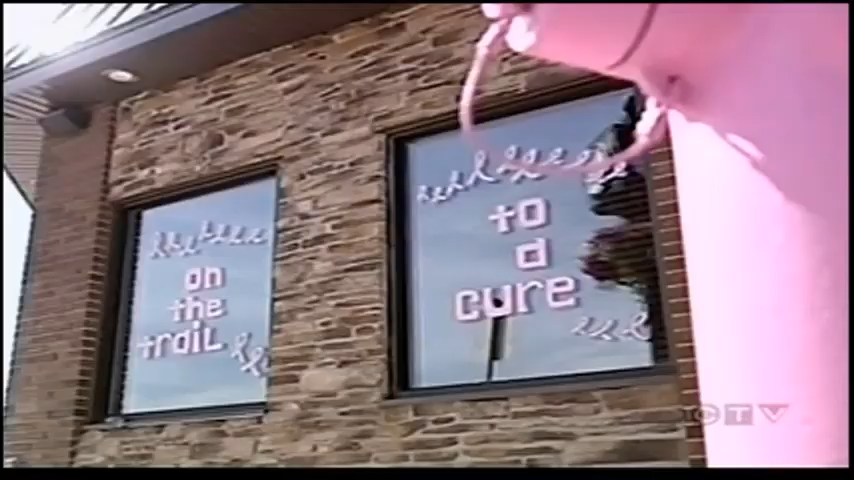 on
the
trail
to
a
cure
CTV